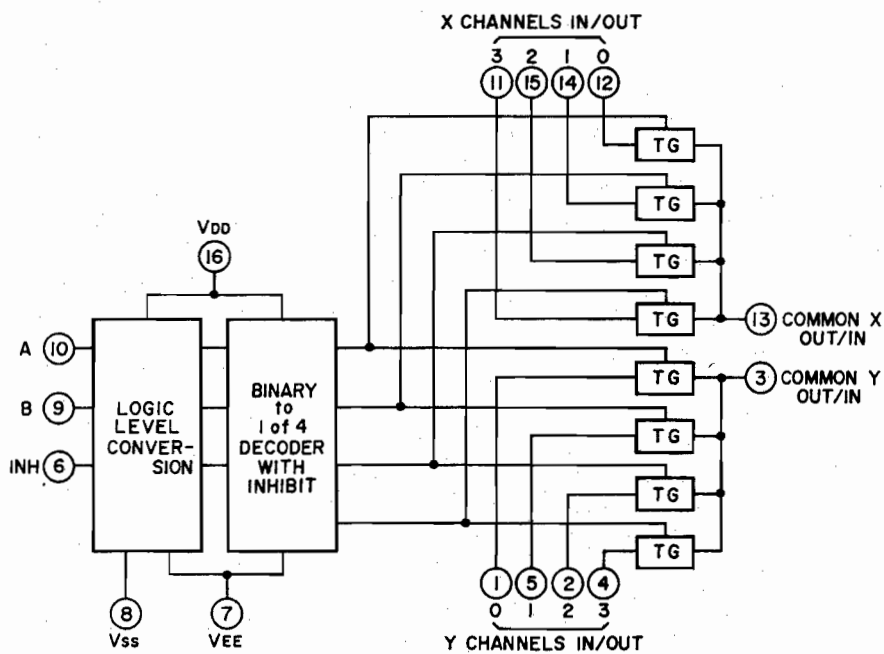 X CHANNELS IN/OUT
3 2 1 0
11 15 14 12
TG
TG
TG
TG
13 COMMON X
OUT/IN
VDD
16
A 10
B 9
INH 6
LOGIC
LEVEL
CONVER-
SION
BINARY
to
1 of 4
DECODER
WITH
INHIBIT
TG
3 COMMON Y
OUT/IN
TG
TG
TG
8
VSS
7
VEE
1 5 2 4
0 1 2 3
Y CHANNELS IN/OUT